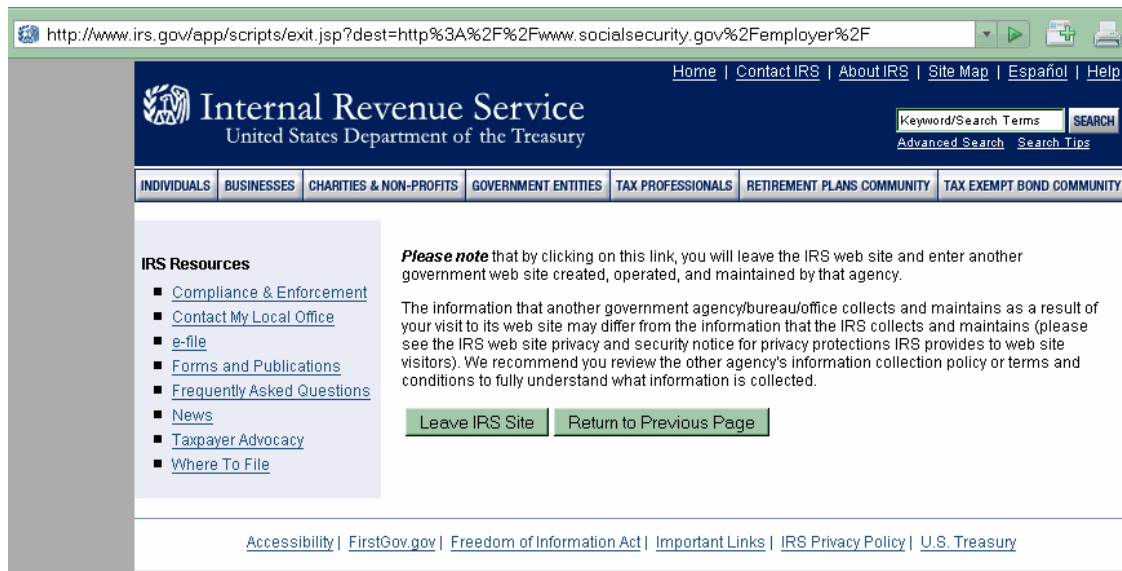 http://www.irs.gov/app/scripts/exit.jsp?dest=http%3A%2F%2Fwww.socialsecurity.gov%2Femployer%2F
Home | Contact IRS | About IRS | Site Map | Español | Help
Internal Revenue Service
United States Department of the Treasury
Keyword/Search Terms SEARCH
Advanced Search Search Tips
INDIVIDUALS BUSINESSES CHARITIES & NON-PROFITS GOVERNMENT ENTITIES TAX PROFESSIONALS RETIREMENT PLANS COMMUNITY TAX EXEMPT BOND COMMUNITY
IRS Resources
Compliance & Enforcement
Contact My Local Office
e-file
Forms and Publications
Frequently Asked Questions
News
Taxpayer Advocacy
Where To File
Please note that by clicking on this link, you will leave the IRS web site and enter another
government web site created, operated, and maintained by that agency.
The information that another government agency/bureau/office collects and maintains as a result of
your visit to its web site may differ from the information that the IRS collects and maintains (please
see the IRS web site privacy and security notice for privacy protections IRS provides to web site
visitors). We recommend you review the other agency's information collection policy or terms and
conditions to fully understand what information is collected.
Leave IRS Site Return to Previous Page
Accessibility | FirstGov.gov | Freedom of Information Act | Important Links | IRS Privacy Policy | U.S. Treasury